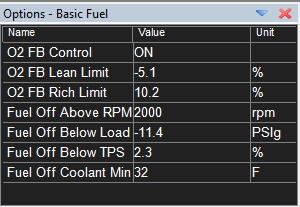 Options - Basic Fuel
Name Value Unit
O2 FB Control ON
O2 FB Lean Limit -5.1 %
O2 FB Rich Limit 10.2 %
Fuel Off Above RPM 2000 rpm
Fuel Off Below Load -11.4 PSIg
Fuel Off Below TPS 2.3 %
Fuel Off Coolant Min 32 F